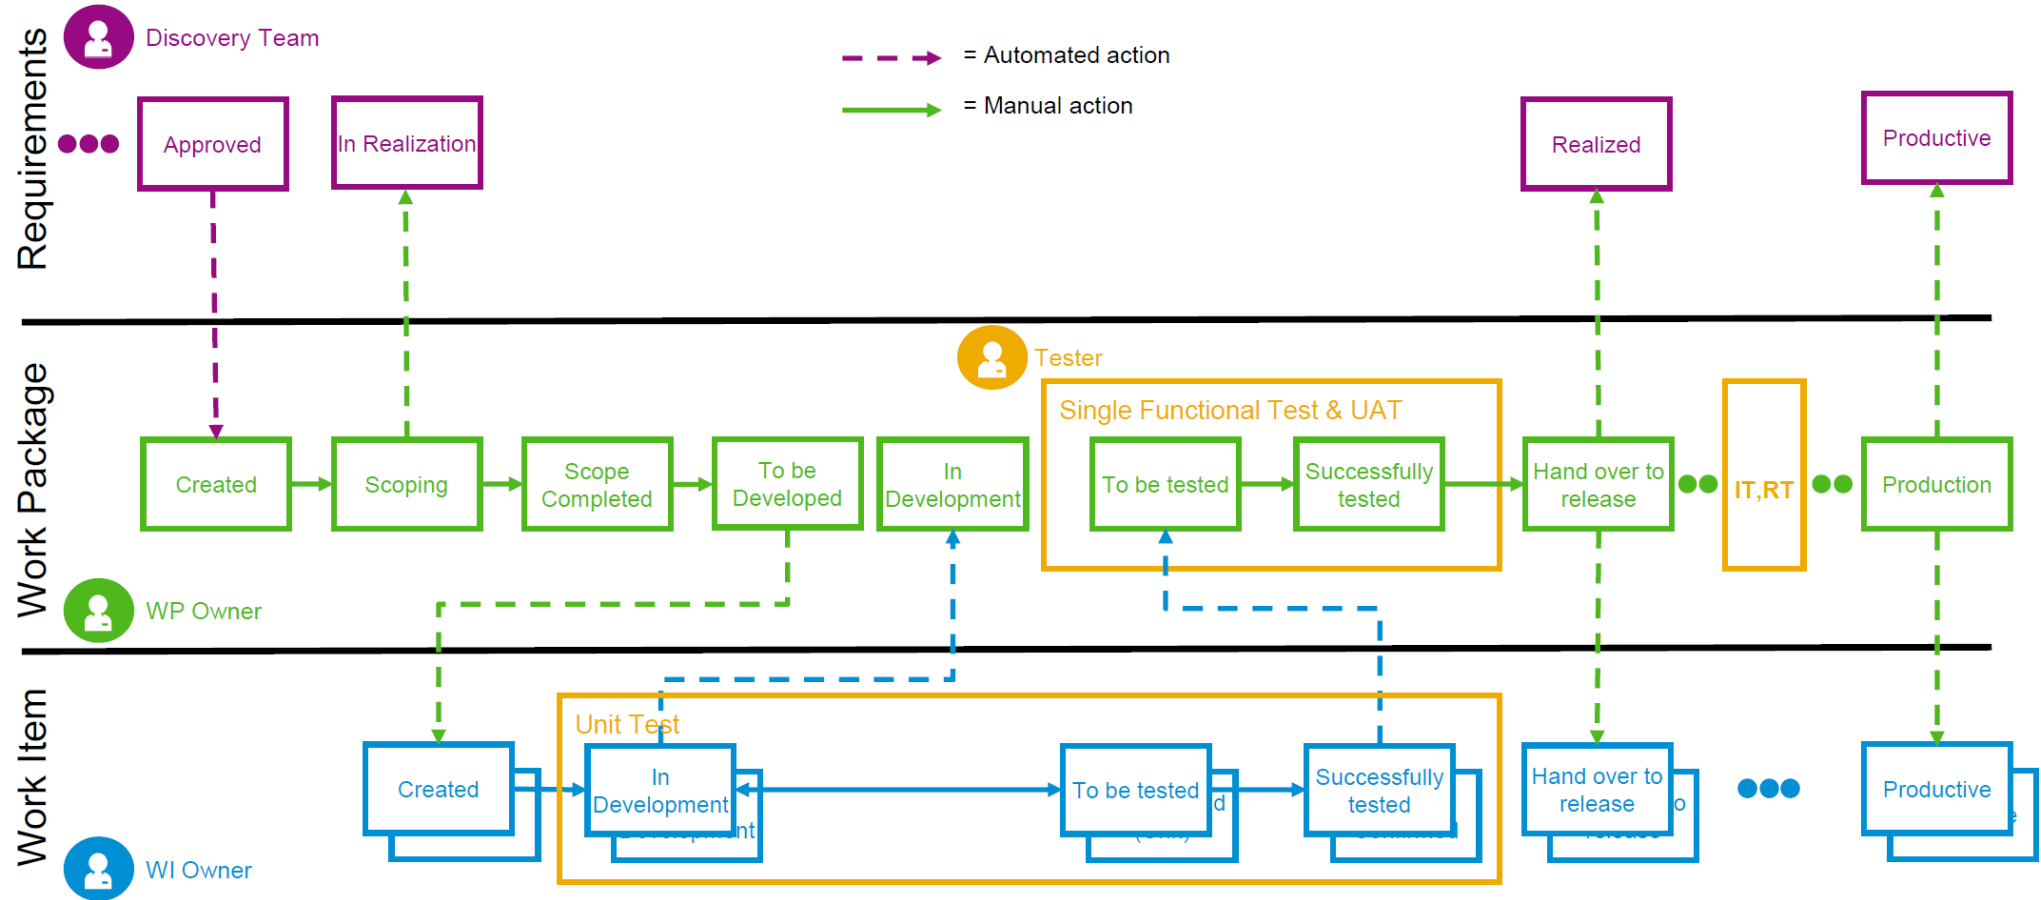 Requirements
Discovery Team
= Automated action
= Manual action
Approved
In Realization
Realized
Productive
Work Package
Tester
Single Functional Test & UAT
Created
Scoping
Scope
Completed
To be
Developed
In
Development
To be tested
Successfully
tested
Hand over to
release
IT,RT
Production
WP Owner
Work Item
Unit Test
Created
In
Development
To be tested
Successfully
tested
Hand over to
release
Productive
WI Owner